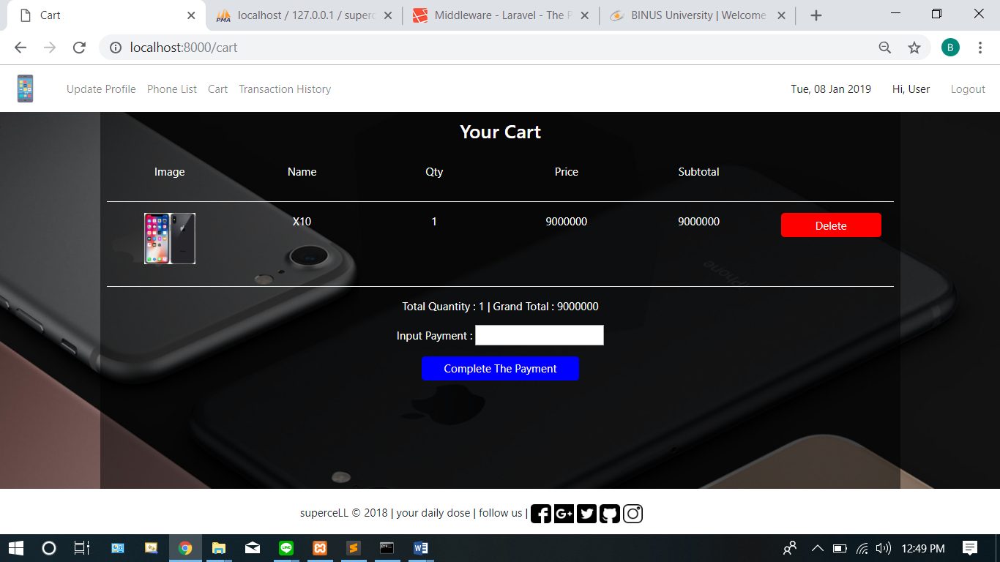 Cart
localhost / 127.0.0.1 / superc
Middleware - Laravel - The P
BINUS University | Welcome
localhost:8000/cart
B
Update Profile Phone List Cart Transaction History
Tue, 08 Jan 2019 Hi, User Logout
Your Cart
Image Name Qty Price Subtotal
X10 1 9000000 9000000 Delete
iPhone
Total Quantity : 1 | Grand Total : 9000000
Input Payment :
Complete The Payment
superceLL © 2018 | your daily dose | follow us |
12:49 PM